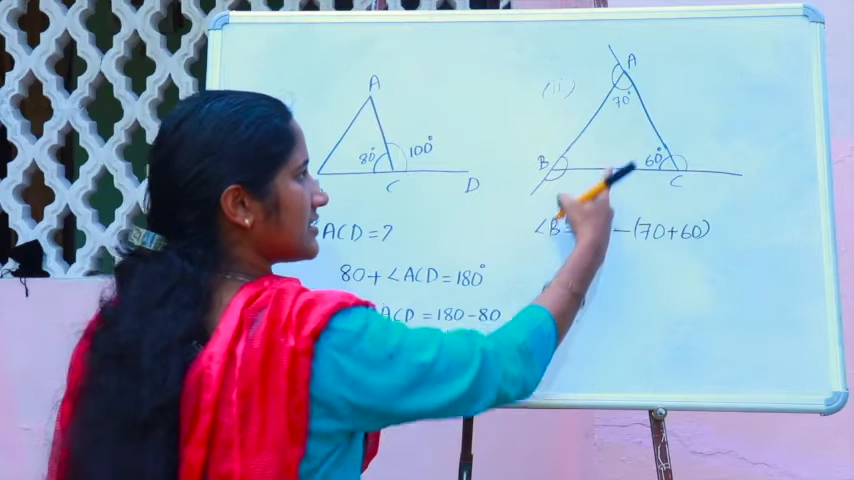 A
80° 100°
C D
ACD = ?
80 + ∠ACD = 180°
ACD = 180 - 80
(ii)
A
70°
B 60°
C
∠B = - (70 + 60)